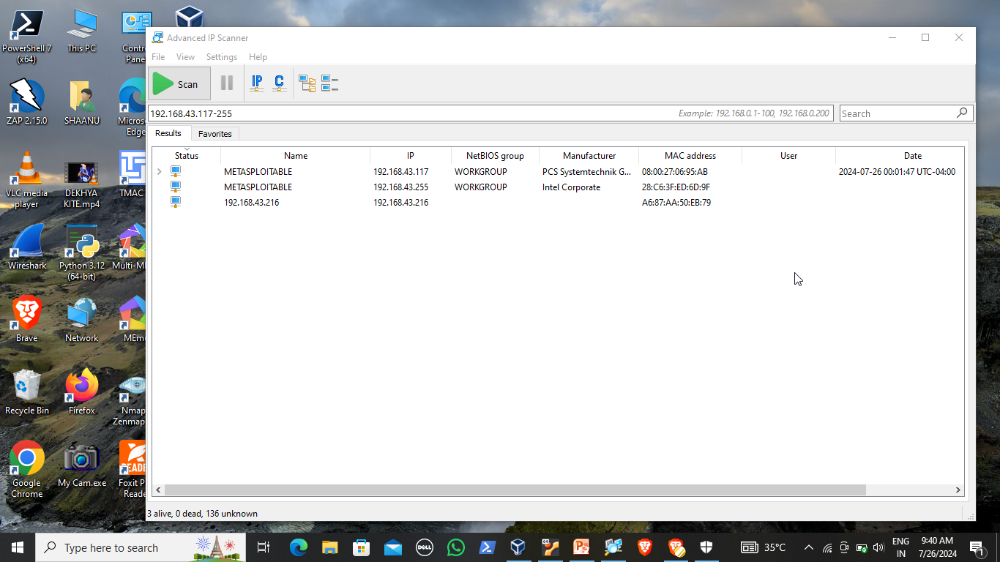 PowerShell 7
(x64)
This PC
Contr
Pane
ZAP 2.15.0
SHAANU
Micros
Edge
VLC media
player
DEKHYA
KITE.mp4
TMAC
Wireshark
Python 3.12
(64-bit)
Multi-M
Brave
Network
MEm
Recycle Bin
Firefox
Nmap
Zenmap
Google
Chrome
My Cam.exe
Foxit P
Reade
Advanced IP Scanner
File View Settings Help
Scan IP C
192.168.43.117-255 Example: 192.168.0.1-100, 192.168.0.200 Search
Results Favorites
Status Name IP NetBIOS group Manufacturer MAC address User Date
METASPLOITABLE 192.168.43.117 WORKGROUP PCS Systemtechnik G... 08:00:27:06:95:AB 2024-07-26 00:01:47 UTC-04:00
METASPLOITABLE 192.168.43.255 WORKGROUP Intel Corporate 28:C6:3F:ED:6D:9F
192.168.43.216 192.168.43.216 A6:87:AA:50:EB:79
3 alive, 0 dead, 136 unknown
Type here to search
DELL
35°C
ENG
IN
9:40 AM
7/26/2024
1